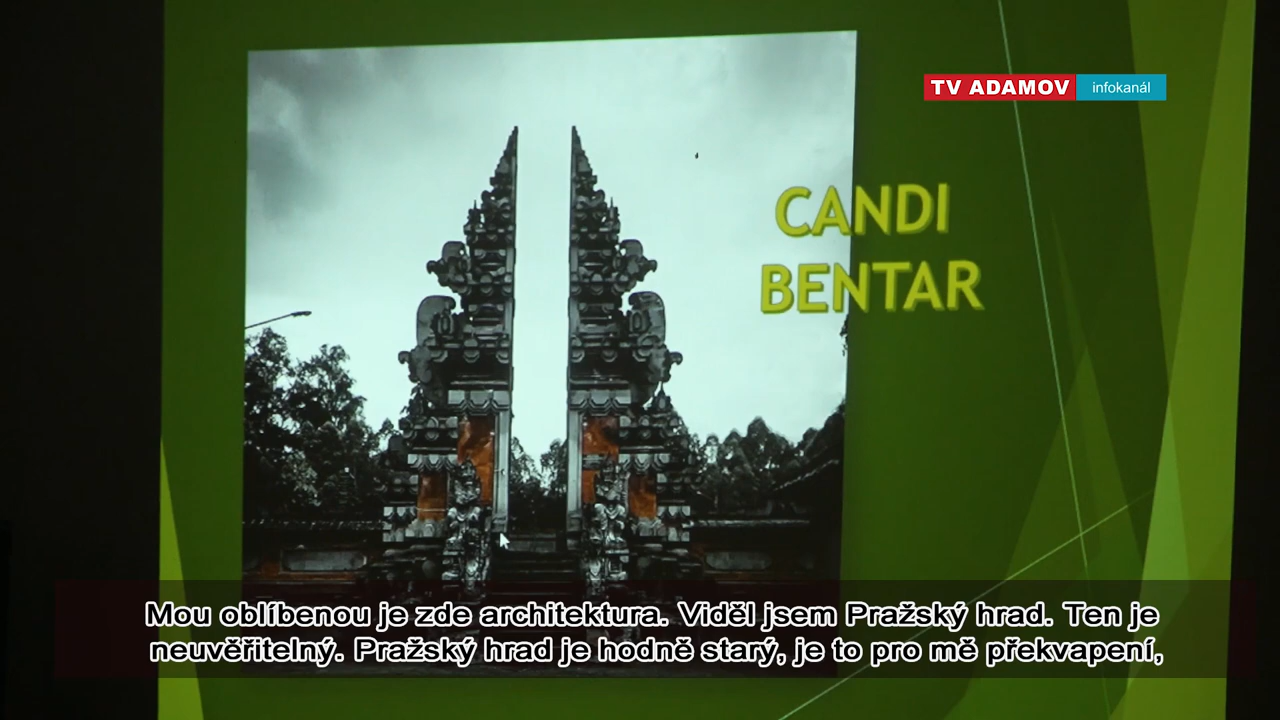 TV ADAMOV infokanál
CANDI
BENTAR
Mou oblíbenou je zde architektura. Viděl jsem Pražský hrad. Ten je
neuvěřitelný. Pražský hrad je hodně starý, je to pro mě překvapení,